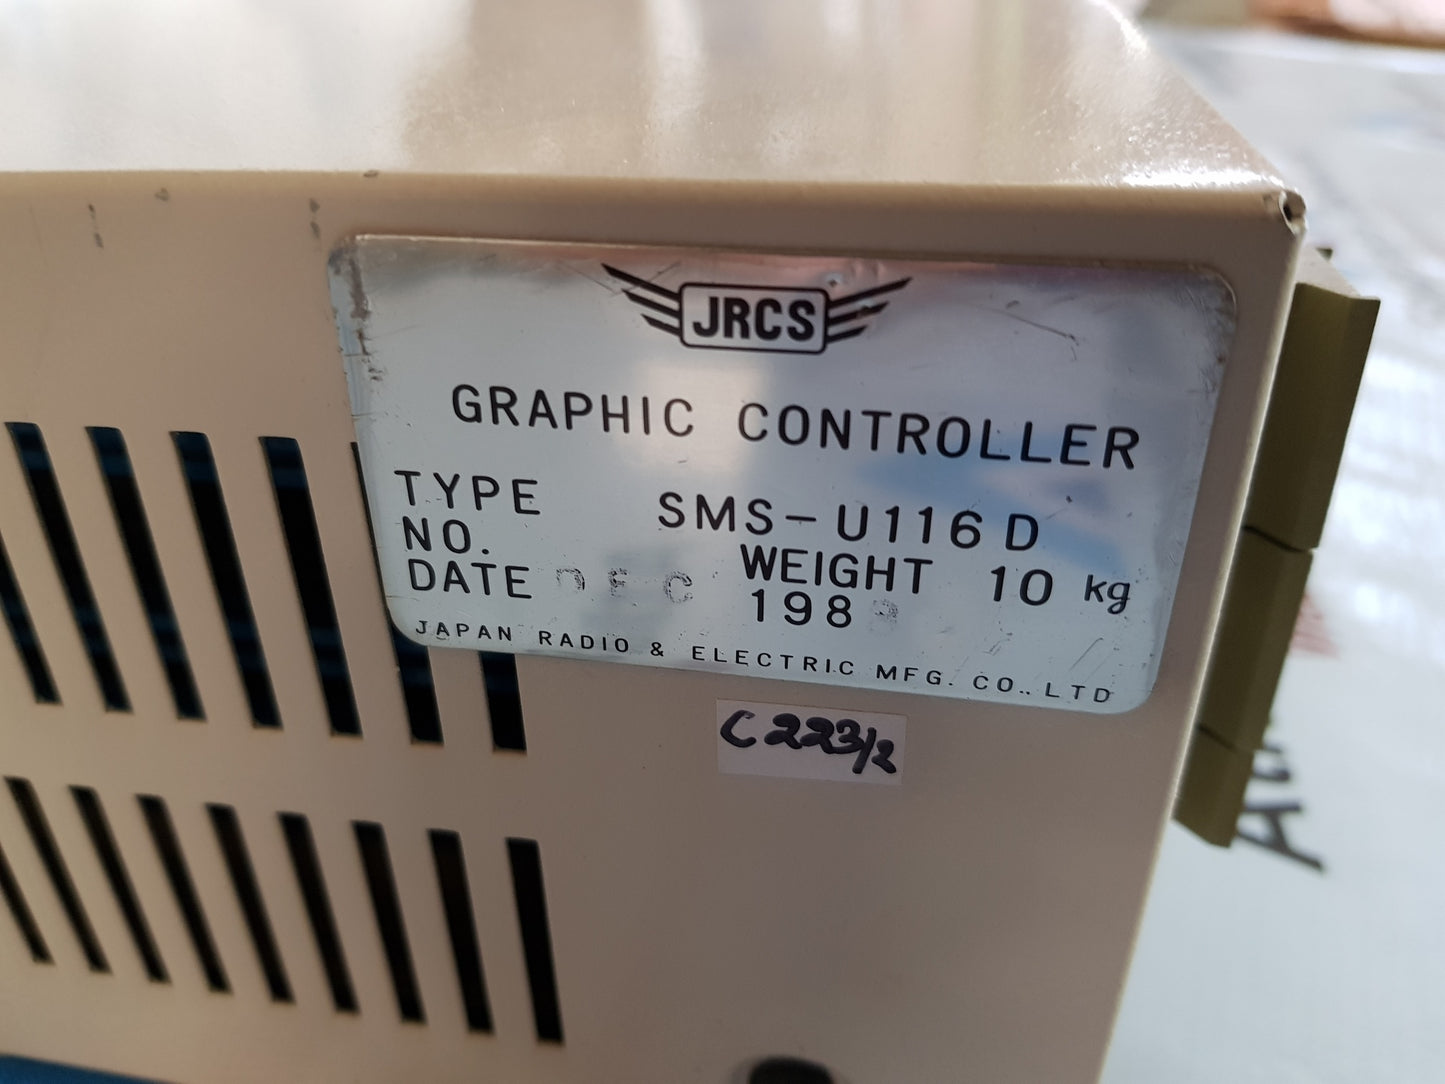 JRCS
GRAPHIC CONTROLLER
TYPE SMS-U116D
NO. WEIGHT 10 kg
DATE DEC 198
JAPAN RADIO & ELECTRIC MFG. CO., LTD
C223/2